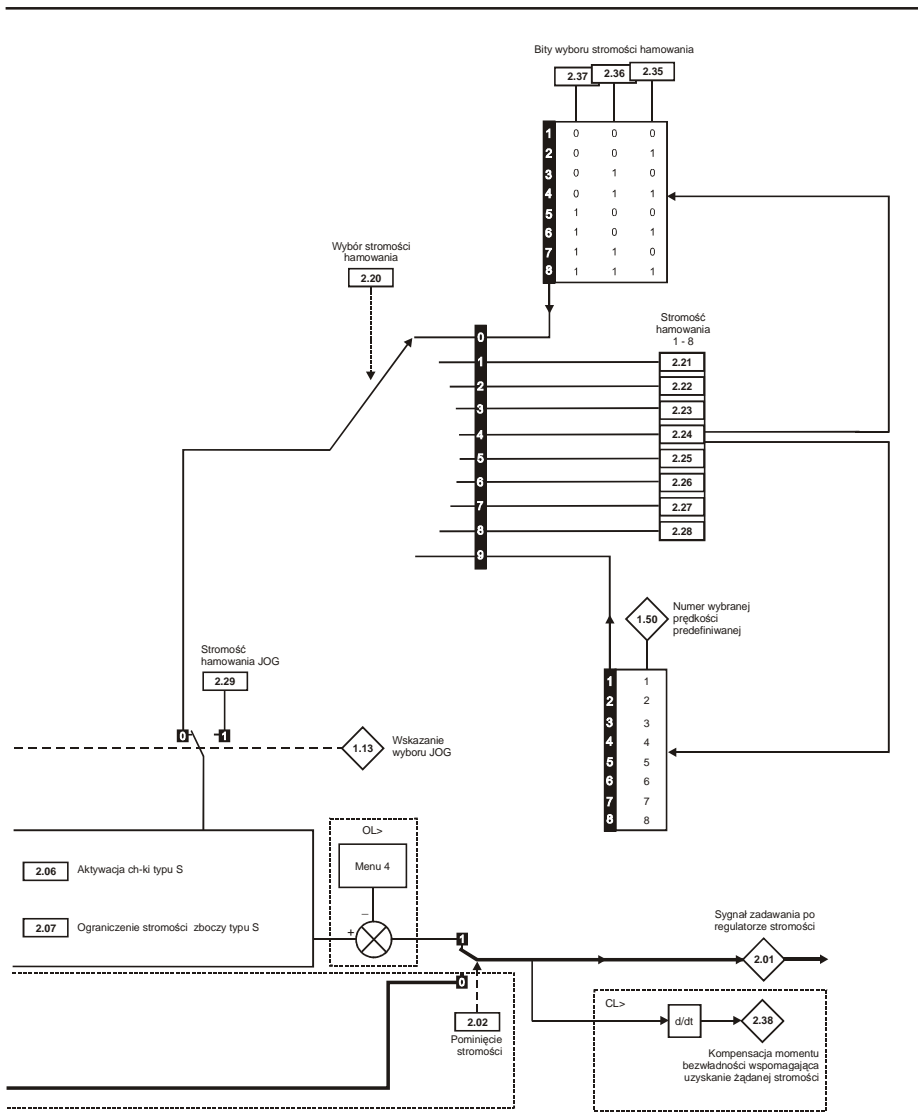 Bity wyboru stromości hamowania
2.37 2.36 2.35
1 0 0 0
2 0 0 1
3 0 1 0
4 0 1 1
5 1 0 0
6 1 0 1
7 1 1 0
8 1 1 1
Wybór stromości
hamowania
2.20
Stromość
hamowania
1 - 8
0
1 2.21
2 2.22
3 2.23
4 2.24
5 2.25
6 2.26
7 2.27
8 2.28
9
1.50
Numer wybranej
prędkości
predefiniwanej
1 1
2 2
3 3
4 4
5 5
6 6
7 7
8 8
Stromość
hamowania JOG
2.29
0 1
1.13
Wskazanie
wyboru JOG
OL>
Menu 4
2.06 Aktywacja ch-ki typu S
2.07 Ograniczenie stromości zboczy typu S
+
–
1
0
2.02
Pominięcie
stromości
Sygnał zadawania po
regulatorze stromości
2.01
CL>
d/dt
2.38
Kompensacja momentu
bezwładności wspomagająca
uzyskanie żądanej stromości